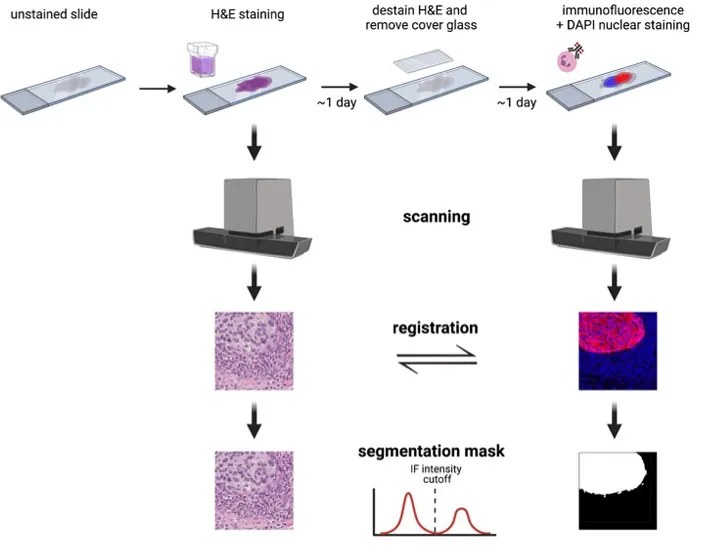 unstained slide
H&E staining
destain H&E and
remove cover glass
immunofluorescence
+ DAPI nuclear staining
~1 day
~1 day
scanning
registration
segmentation mask
IF intensity
cutoff